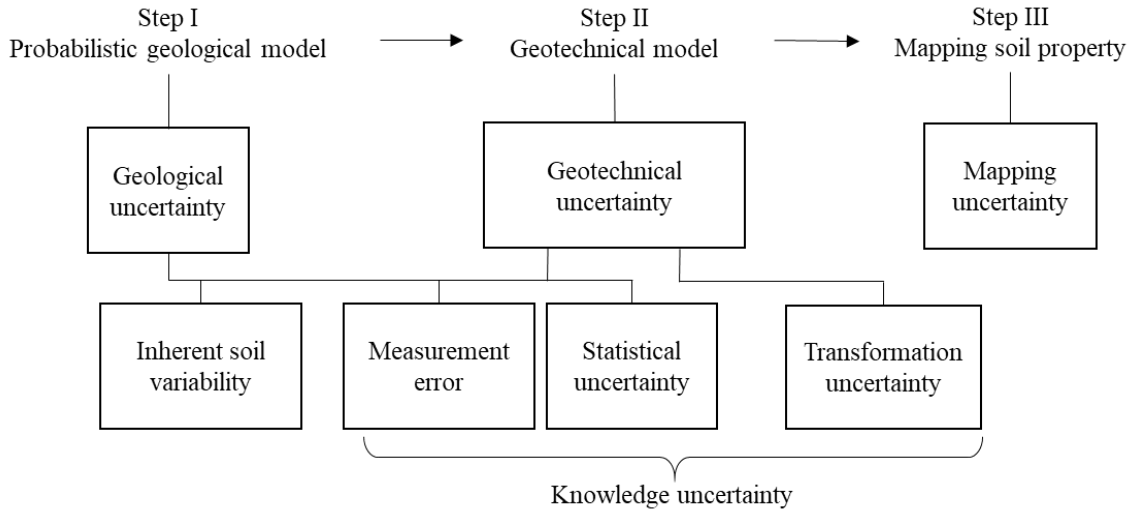 Step I
Probabilistic geological model
Step II
Geotechnical model
Step III
Mapping soil property
Geological
uncertainty
Geotechnical
uncertainty
Mapping
uncertainty
Inherent soil
variability
Measurement
error
Statistical
uncertainty
Transformation
uncertainty
Knowledge uncertainty